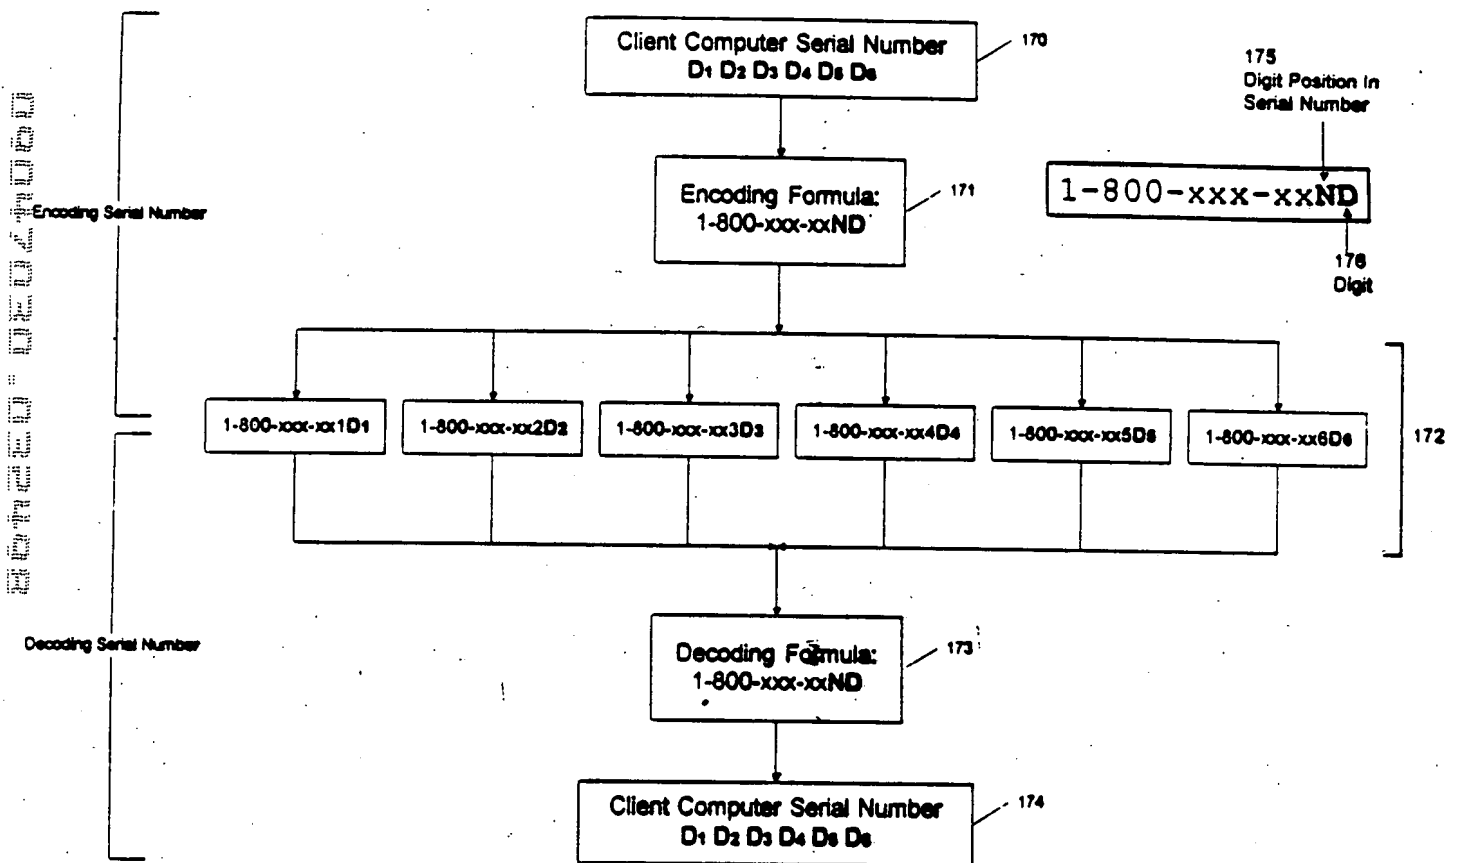 Client Computer Serial Number
D1 D2 D3 D4 D5 D6
170
175
Digit Position In
Serial Number
Encoding Formula:
1-800-xxx-xxND
171
1-800-xxx-xxND
176
Digit
Encoding Serial Number
1-800-xxx-xx1D1
1-800-xxx-xx2D2
1-800-xxx-xx3D3
1-800-xxx-xx4D4
1-800-xxx-xx5D5
1-800-xxx-xx6D6
172
Decoding Serial Number
Decoding Formula:
1-800-xxx-xxND
173
Client Computer Serial Number
D1 D2 D3 D4 D5 D6
174